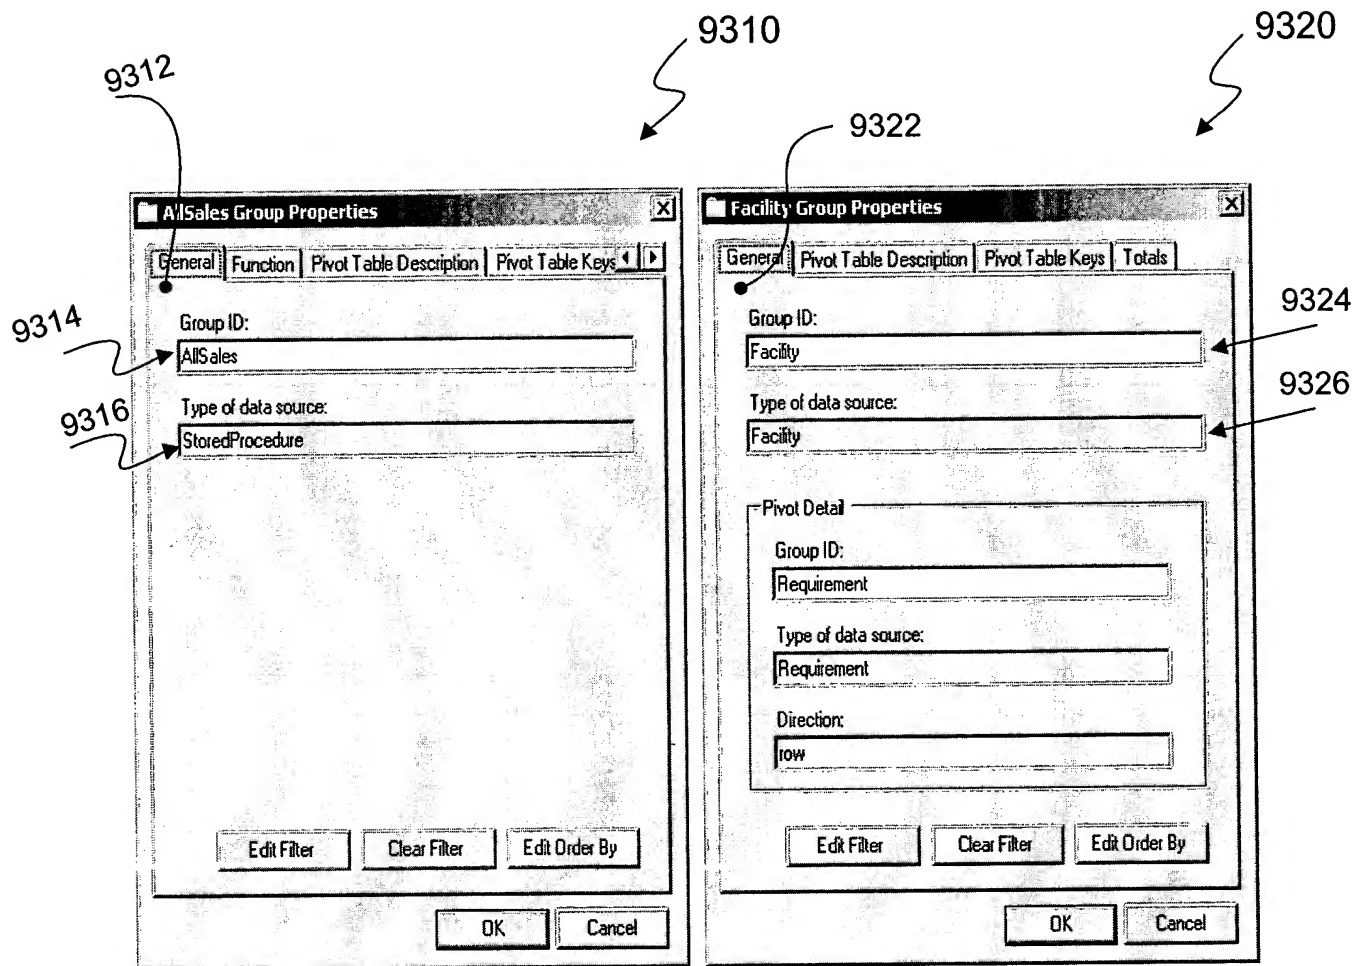 9310
9320
9312
9322
AllSales Group Properties
General
Function
Pivot Table Description
Pivot Table Keys
9314
Group ID:
AllSales
9316
Type of data source:
StoredProcedure
Edit Filter
Clear Filter
Edit Order By
OK
Cancel
Facility Group Properties
General
Pivot Table Description
Pivot Table Keys
Totals
Group ID:
9324
Facility
Type of data source:
9326
Facility
Pivot Detail
Group ID:
Requirement
Type of data source:
Requirement
Direction:
row
Edit Filter
Clear Filter
Edit Order By
OK
Cancel